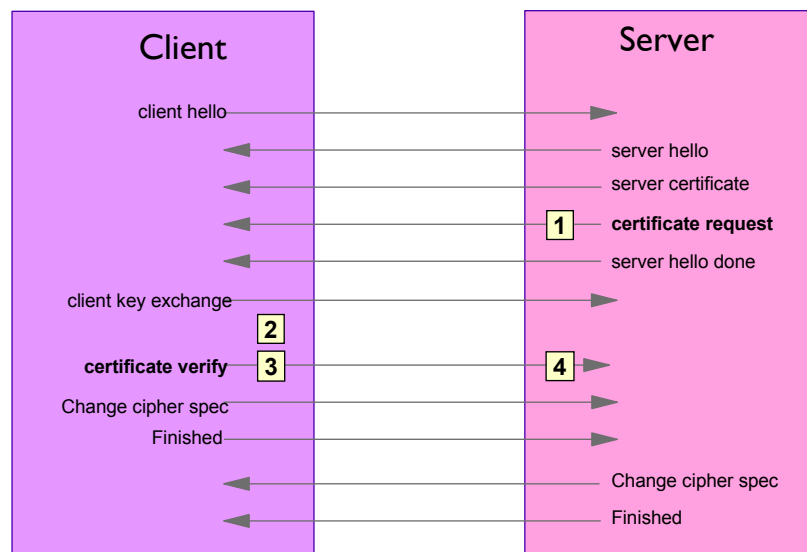 Client
Server
client hello
server hello
server certificate
1 certificate request
server hello done
client key exchange
2
certificate verify 3 4
Change cipher spec
Finished
Change cipher spec
Finished